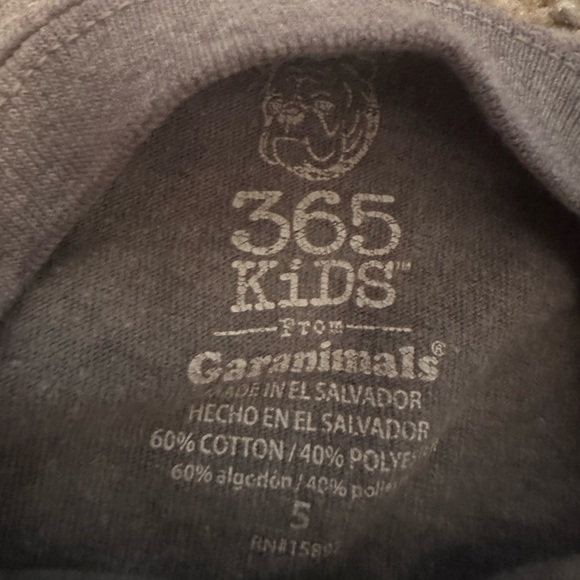 365
KiDS™
From
Garanimals®
MADE IN EL SALVADOR
HECHO EN EL SALVADOR
60% COTTON / 40%
60% algodón / 40%
5